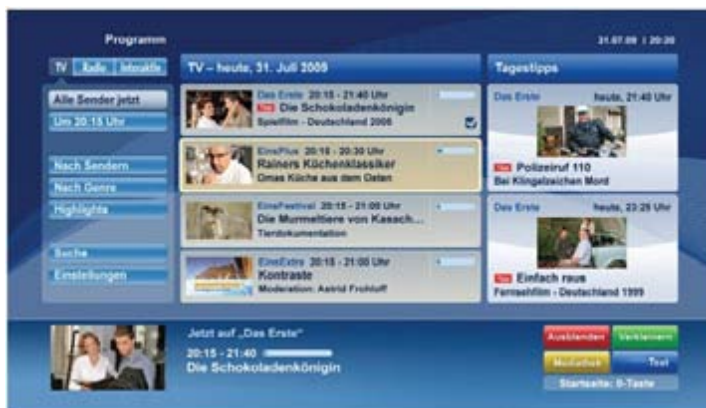 Programm
31.07.09 | 20:20
TV Radio Interaktiv
TV – heute, 31. Juli 2009
Tagestipps
Alle Sender jetzt
Um 20:15 Uhr
Nach Sendern
Nach Genre
Highlights
Suche
Einstellungen
Das Erste 20:15 - 21:40 Uhr
Tipp Die Schokoladenkönigin
Spielfilm - Deutschland 2005
EinsPlus 20:15 - 20:30 Uhr
Rainers Küchenklassiker
Omas Küche aus dem Osten
EinsFestival 20:15 - 21:00 Uhr
Die Murmeltiere von Kasach...
Tierdokumentation
EinsExtra 20:15 - 21:00 Uhr
Kontraste
Moderation: Astrid Frohloff
Das Erste heute, 21:40 Uhr
Tipp Polizeiruf 110
Bei Klingelzeichen Mord
Das Erste heute, 23:25 Uhr
Tipp Einfach raus
Fernsehfilm - Deutschland 1999
Jetzt auf „Das Erste“
20:15 - 21:40
Die Schokoladenkönigin
Ausblenden Verkleinern
Mediathek Text
Startseite: 0-Taste